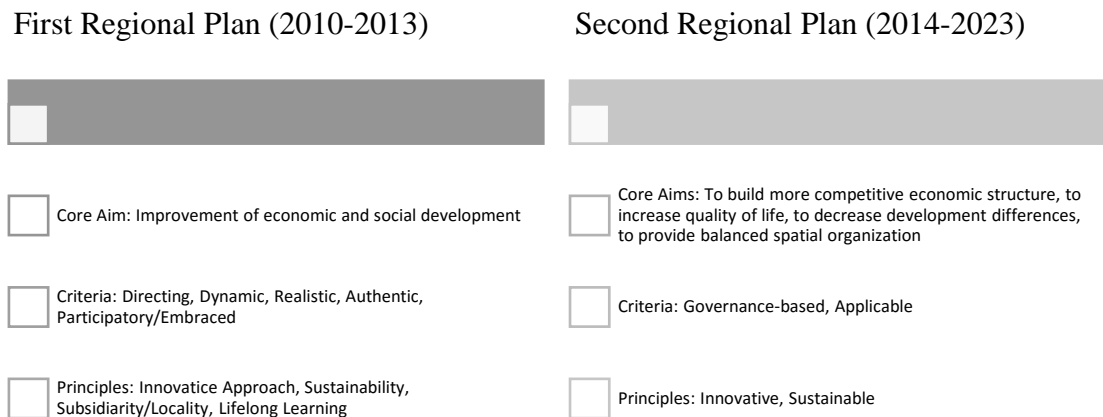 First Regional Plan (2010-2013)
Core Aim: Improvement of economic and social development
Criteria: Directing, Dynamic, Realistic, Authentic,
Participatory/Embraced
Principles: Innovatice Approach, Sustainability,
Subsidiarity/Locality, Lifelong Learning
Second Regional Plan (2014-2023)
Core Aims: To build more competitive economic structure, to
increase quality of life, to decrease development differences,
to provide balanced spatial organization
Criteria: Governance-based, Applicable
Principles: Innovative, Sustainable